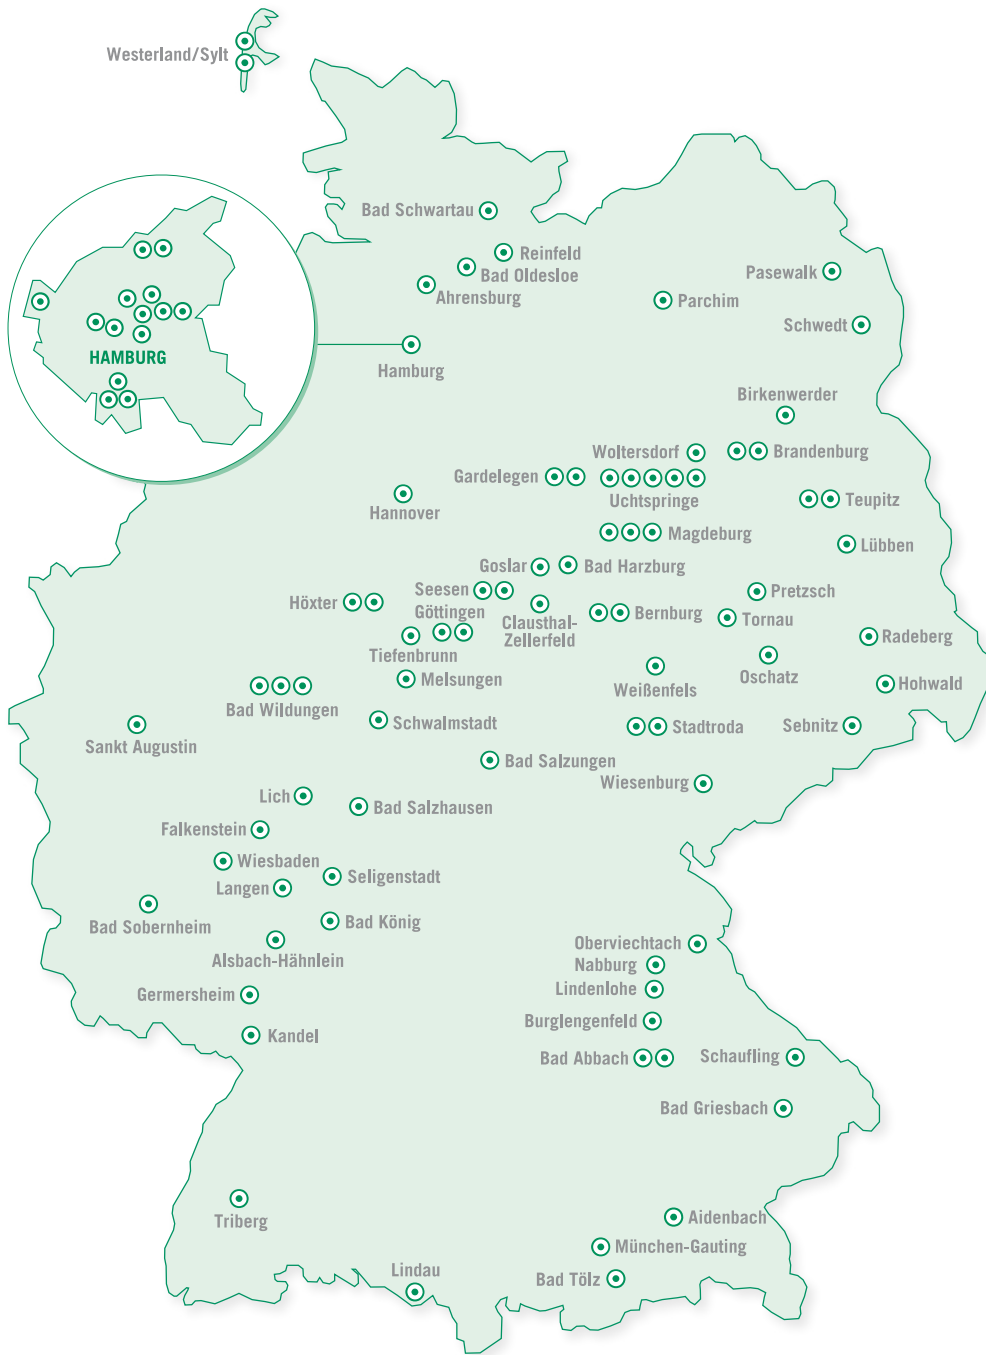 Westerland/Sylt
Bad Schwartau
Reinfeld
Bad Oldesloe
Ahrensburg
Pasewalk
Parchim
Schwedt
HAMBURG
Hamburg
Birkenwerder
Woltersdorf
Brandenburg
Gardelegen
Uchtspringe
Teupitz
Hannover
Magdeburg
Lübben
Goslar
Bad Harzburg
Seesen
Pretzsch
Höxter
Göttingen
Clausthal-
Zellerfeld
Bernburg
Tornau
Radeberg
Tiefenbrunn
Oschatz
Melsungen
Weißenfels
Hohwald
Bad Wildungen
Schwalmstadt
Stadtroda
Sebnitz
Sankt Augustin
Bad Salzungen
Wiesenburg
Lich
Bad Salzhausen
Falkenstein
Wiesbaden
Seligenstadt
Langen
Bad Sobernheim
Bad König
Alsbach-Hähnlein
Oberviechtach
Nabburg
Lindenlohe
Germersheim
Burglengenfeld
Kandel
Bad Abbach
Schaufling
Bad Griesbach
Triberg
Aidenbach
München-Gauting
Lindau
Bad Tölz